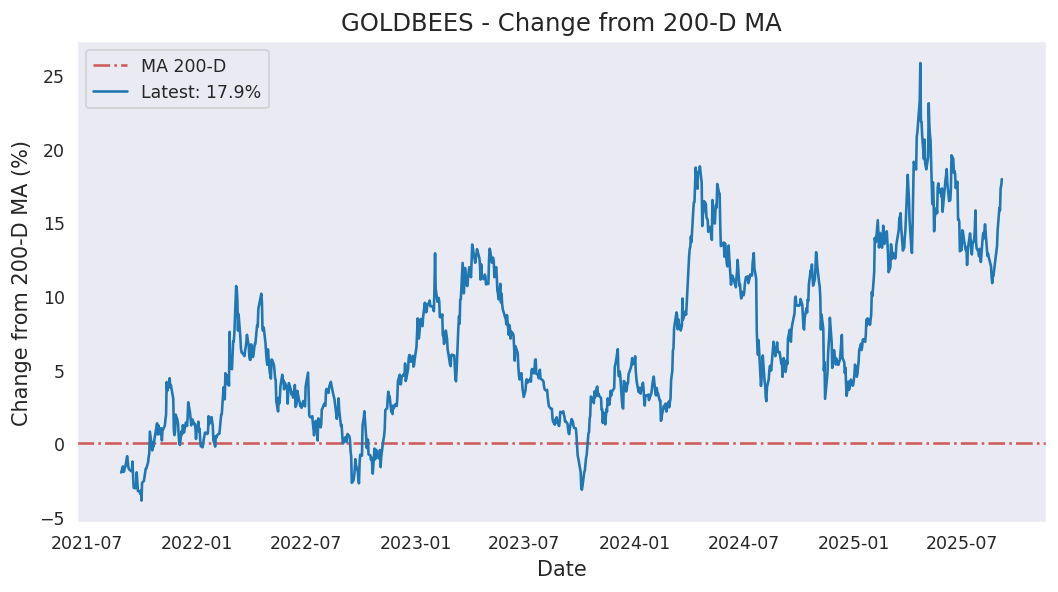 GOLDBEES - Change from 200-D MA
MA 200-D
Latest: 17.9%
Change from 200-D MA (%)
25
20
15
10
5
0
−5
2021-07 2022-01 2022-07 2023-01 2023-07 2024-01 2024-07 2025-01 2025-07
Date